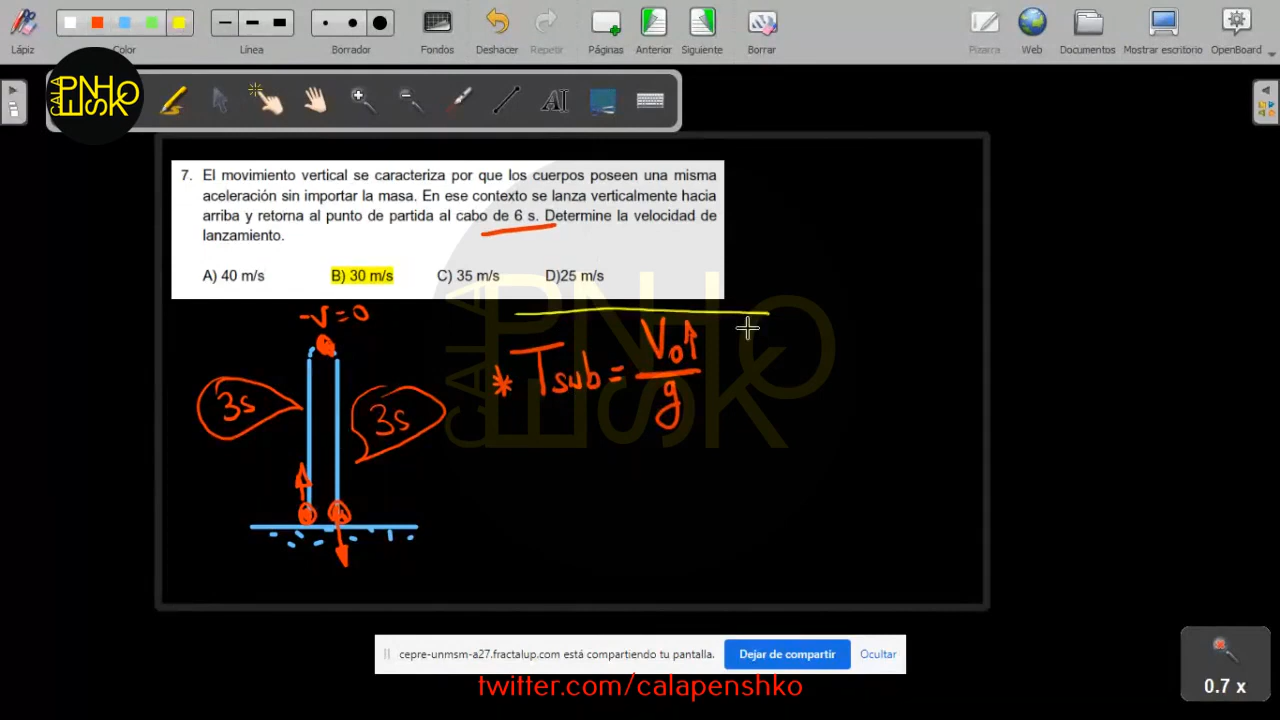 Lápiz
Color
Línea
Borrador
Fondos
Deshacer
Repetir
Páginas
Anterior
Siguiente
Borrar
Pizarra
Web
Documentos
Mostrar escritorio
OpenBoard
CALA
PENHSKO
AI
7. El movimiento vertical se caracteriza por que los cuerpos poseen una misma
aceleración sin importar la masa. En ese contexto se lanza verticalmente hacia
arriba y retorna al punto de partida al cabo de 6 s. Determine la velocidad de
lanzamiento.
A) 40 m/s B) 30 m/s C) 35 m/s D)25 m/s
-V=0
3s
3s
* Tsub = V0↑
g
cepre-unmsm-a27.fractalup.com está compartiendo tu pantalla.
Dejar de compartir
Ocultar
twitter.com/calapenshko
0.7 x